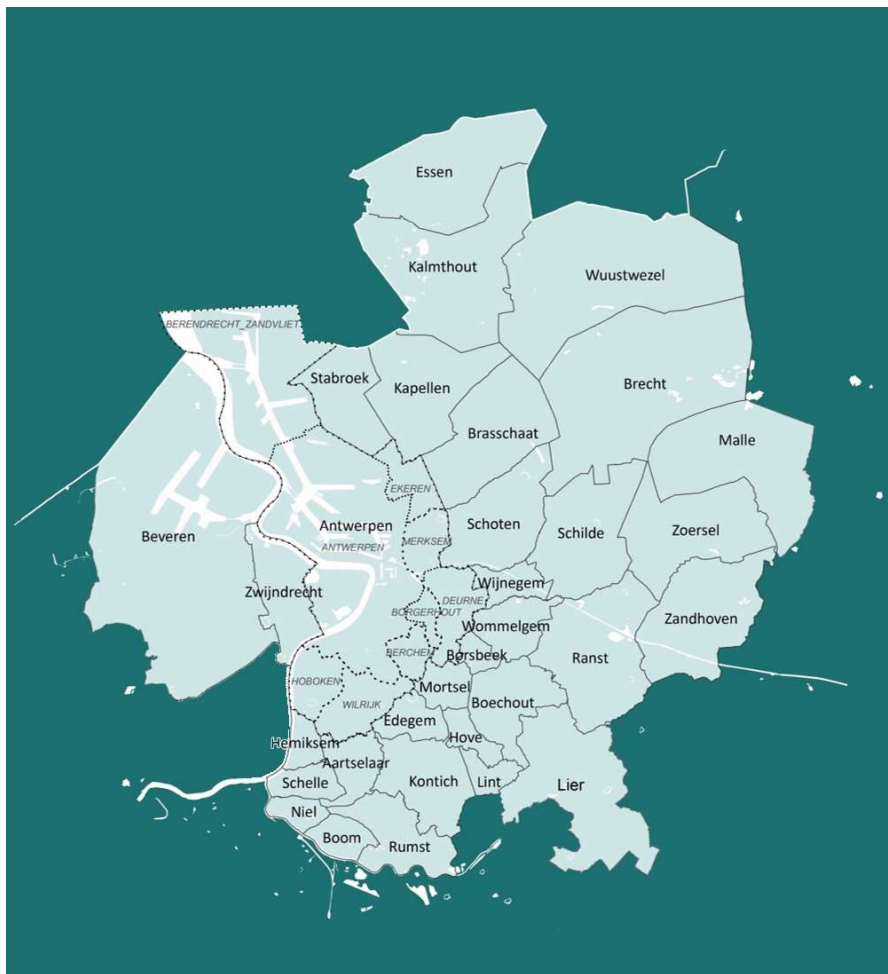 Essen
Kalmthout
Wuustwezel
BERENDRECHT_ZANDVLIET
Stabroek
Kapellen
Brecht
Brasschaat
Malle
EKEREN
Antwerpen
Schoten
Schilde
Zoersel
Beveren
ANTWERPEN
MERKSEM
Zwijndrecht
Wijnegem
DEURNE
BORGERHOUT
Wommelgem
Zandhoven
BERCHEM
Borsbeek
Ranst
HOBOKEN
Mortsel
WILRIJK
Boechout
Edegem
Hemiksem
Hove
Aartselaar
Schelle
Kontich
Lint
Lier
Niel
Boom
Rumst